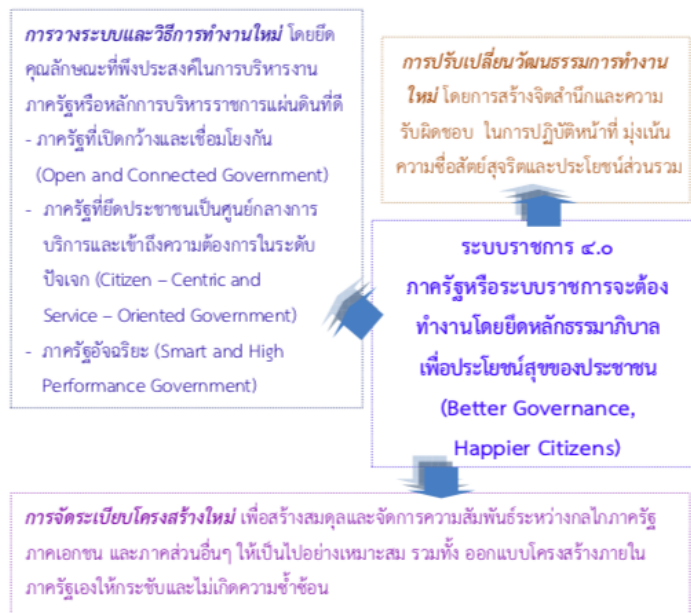 การวางระบบและวิธีการทำงานใหม่ โดยยึด
คุณลักษณะที่พึงประสงค์ในการบริหารงาน
ภาครัฐหรือหลักการบริหารราชการแผ่นดินที่ดี
- ภาครัฐที่เปิดกว้างและเชื่อมโยงกัน
(Open and Connected Government)
- ภาครัฐที่ยึดประชาชนเป็นศูนย์กลางการ
บริการและเข้าถึงความต้องการในระดับ
ปัจเจก (Citizen – Centric and
Service – Oriented Government)
- ภาครัฐอัจฉริยะ (Smart and High
Performance Government)
การปรับเปลี่ยนวัฒนธรรมการทำงาน
ใหม่ โดยการสร้างจิตสำนึกและความ
รับผิดชอบ ในการปฏิบัติหน้าที่ มุ่งเน้น
ความซื่อสัตย์สุจริตและประโยชน์ส่วนรวม
ระบบราชการ ๔.๐
ภาครัฐหรือระบบราชการจะต้อง
ทำงานโดยยึดหลักธรรมาภิบาล
เพื่อประโยชน์สุขของประชาชน
(Better Governance,
Happier Citizens)
การจัดระเบียบโครงสร้างใหม่ เพื่อสร้างสมดุลและจัดการความสัมพันธ์ระหว่างกลไกภาครัฐ
ภาคเอกชน และภาคส่วนอื่นๆ ให้เป็นไปอย่างเหมาะสม รวมทั้ง ออกแบบโครงสร้างภายใน
ภาครัฐเองให้กระชับและไม่เกิดความซ้ำซ้อน